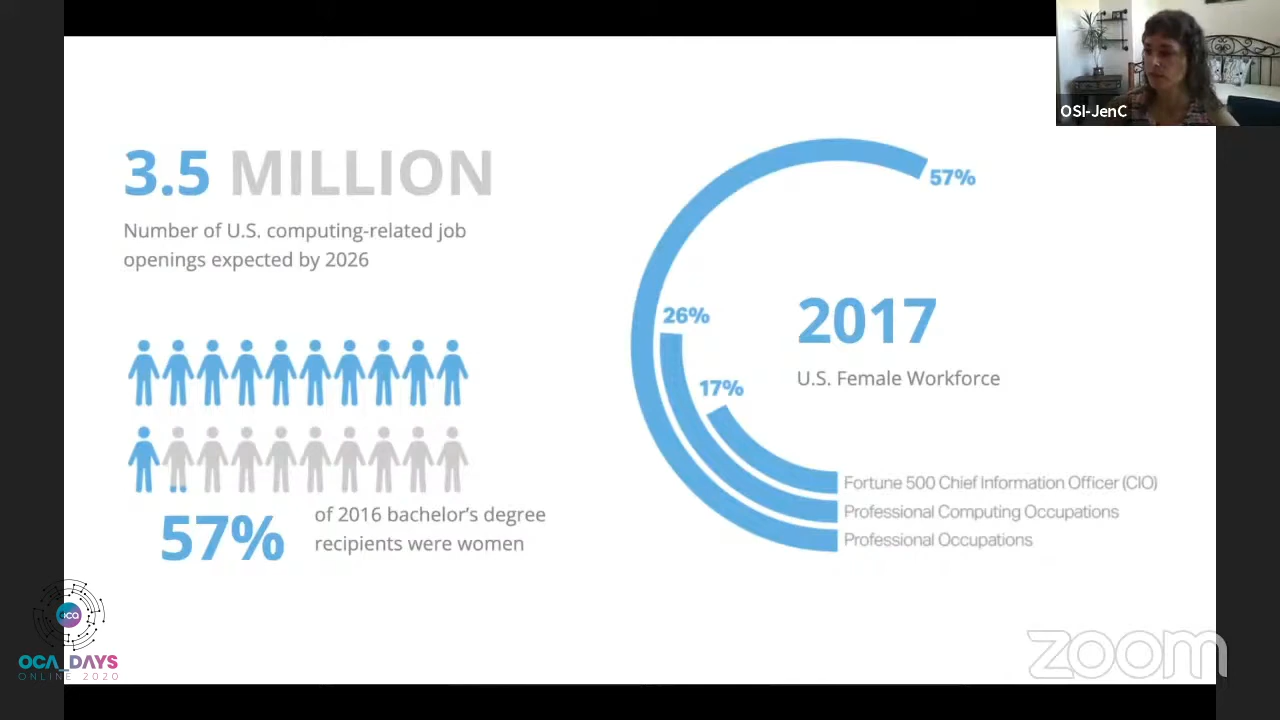 OSI-JenC
3.5 MILLION
Number of U.S. computing-related job
openings expected by 2026
57%
of 2016 bachelor's degree
recipients were women
57%
26%
17%
2017
U.S. Female Workforce
Fortune 500 Chief Information Officer (CIO)
Professional Computing Occupations
Professional Occupations
oca
OCA_DAYS
ONLINE 2020
zoom